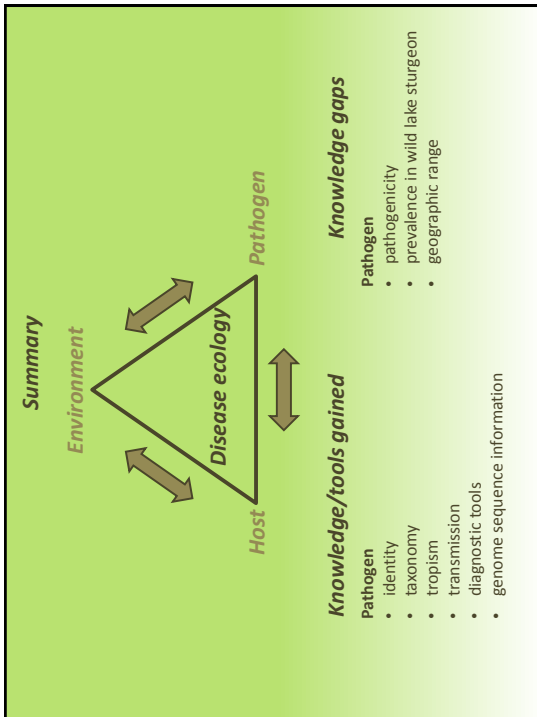 Summary
Environment
Disease ecology
Host
Pathogen
Knowledge/tools gained
Pathogen
• identity
• taxonomy
• tropism
• transmission
• diagnostic tools
• genome sequence information
Knowledge gaps
Pathogen
• pathogenicity
• prevalence in wild lake sturgeon
• geographic range